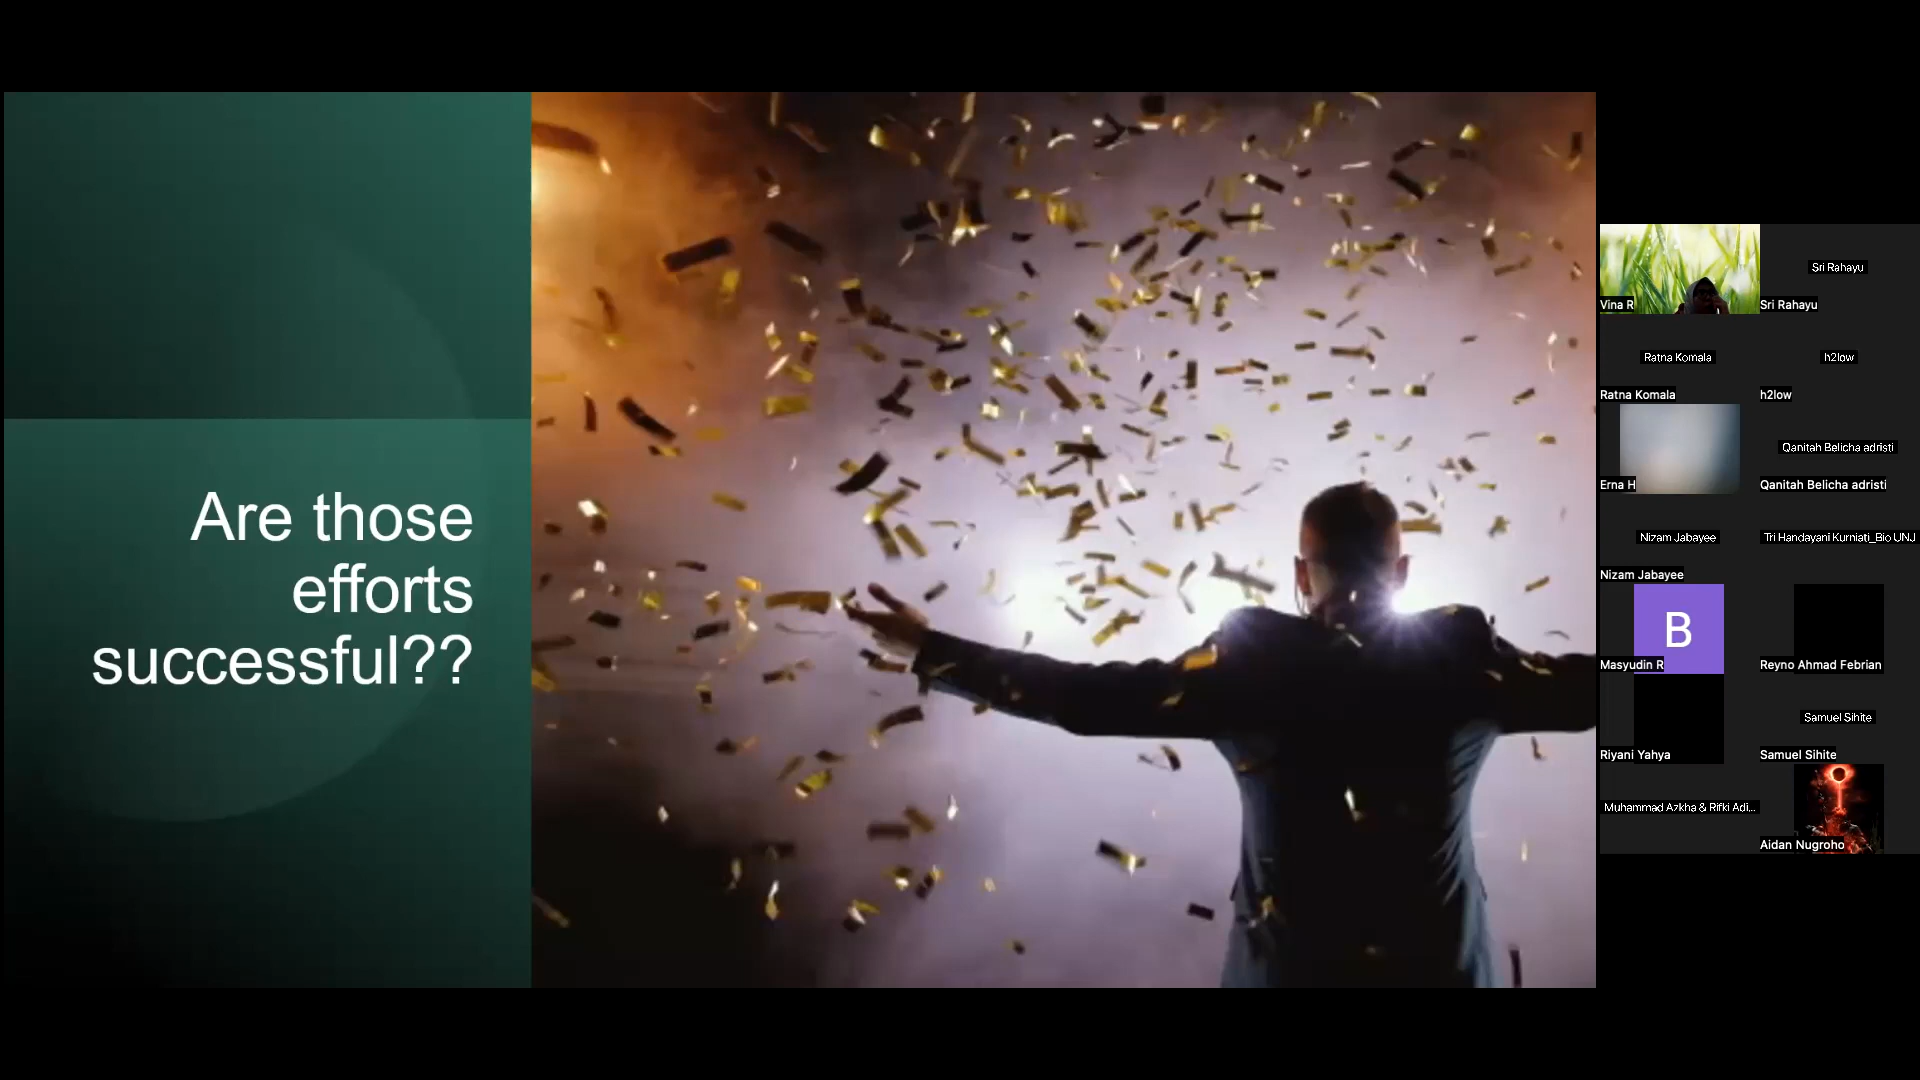 Are those
efforts
successful??
Vina R
Sri Rahayu
Sri Rahayu
Ratna Komala
Ratna Komala
h2low
h2low
Erna H
Qanitah Belicha adristi
Qanitah Belicha adristi
Nizam Jabayee
Nizam Jabayee
Tri Handayani Kurniati_Bio UNJ
B
Masyudin R
Reyno Ahmad Febrian
Riyani Yahya
Samuel Sihite
Samuel Sihite
Muhammad Azkha & Rifki Adi...
Aidan Nugroho